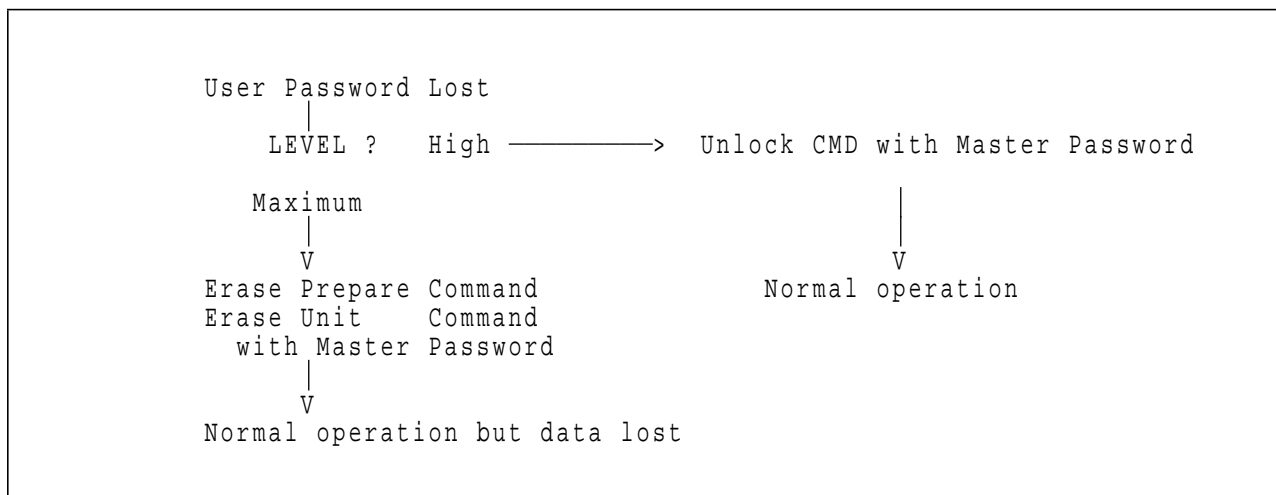 User Password Lost
LEVEL ? High ————> Unlock CMD with Master Password
Maximum
V V
Erase Prepare Command Normal operation
Erase Unit Command
with Master Password
V
Normal operation but data lost